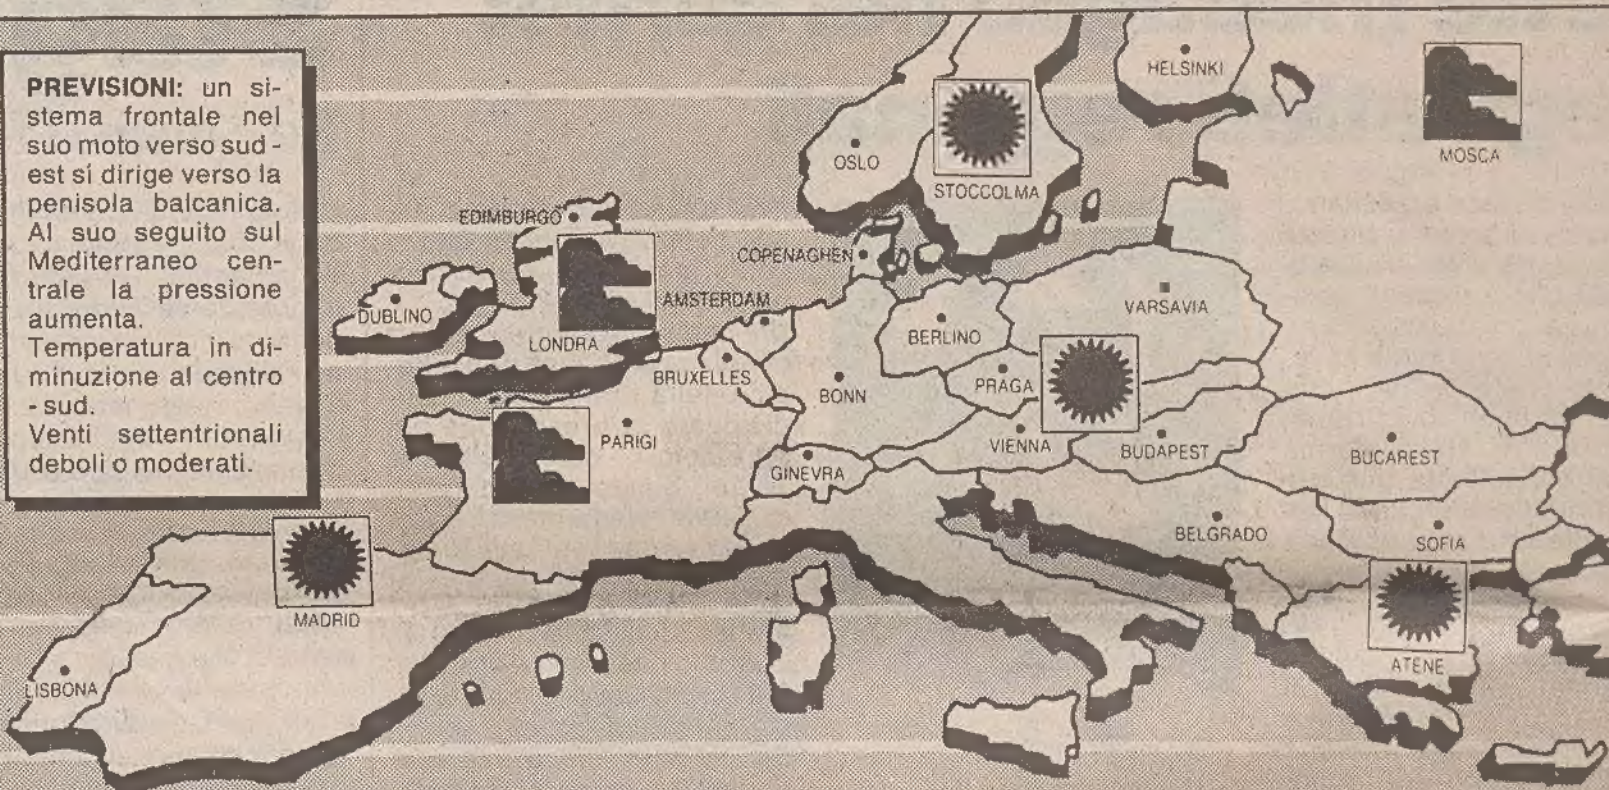 PREVISIONI: un si-
stema frontale nel
suo moto verso sud -
est si dirige verso la
penisola balcanica.
Al suo seguito sul
Mediterraneo cen-
trale la pressione
aumenta.
Temperatura in di-
minuzione al centro
- sud.
Venti settentrionali
deboli o moderati.
HELSINKI
MOSCA
OSLO
STOCCOLMA
EDIMBURGO
COPENAGHEN
AMSTERDAM
VARSAVIA
DUBLINO
BERLINO
LONDRA
BRUXELLES
PRAGA
BONN
PARIGI
VIENNA
BUDAPEST
BUCAREST
GINEVRA
BELGRADO
SOFIA
MADRID
ATENE
LISBONA